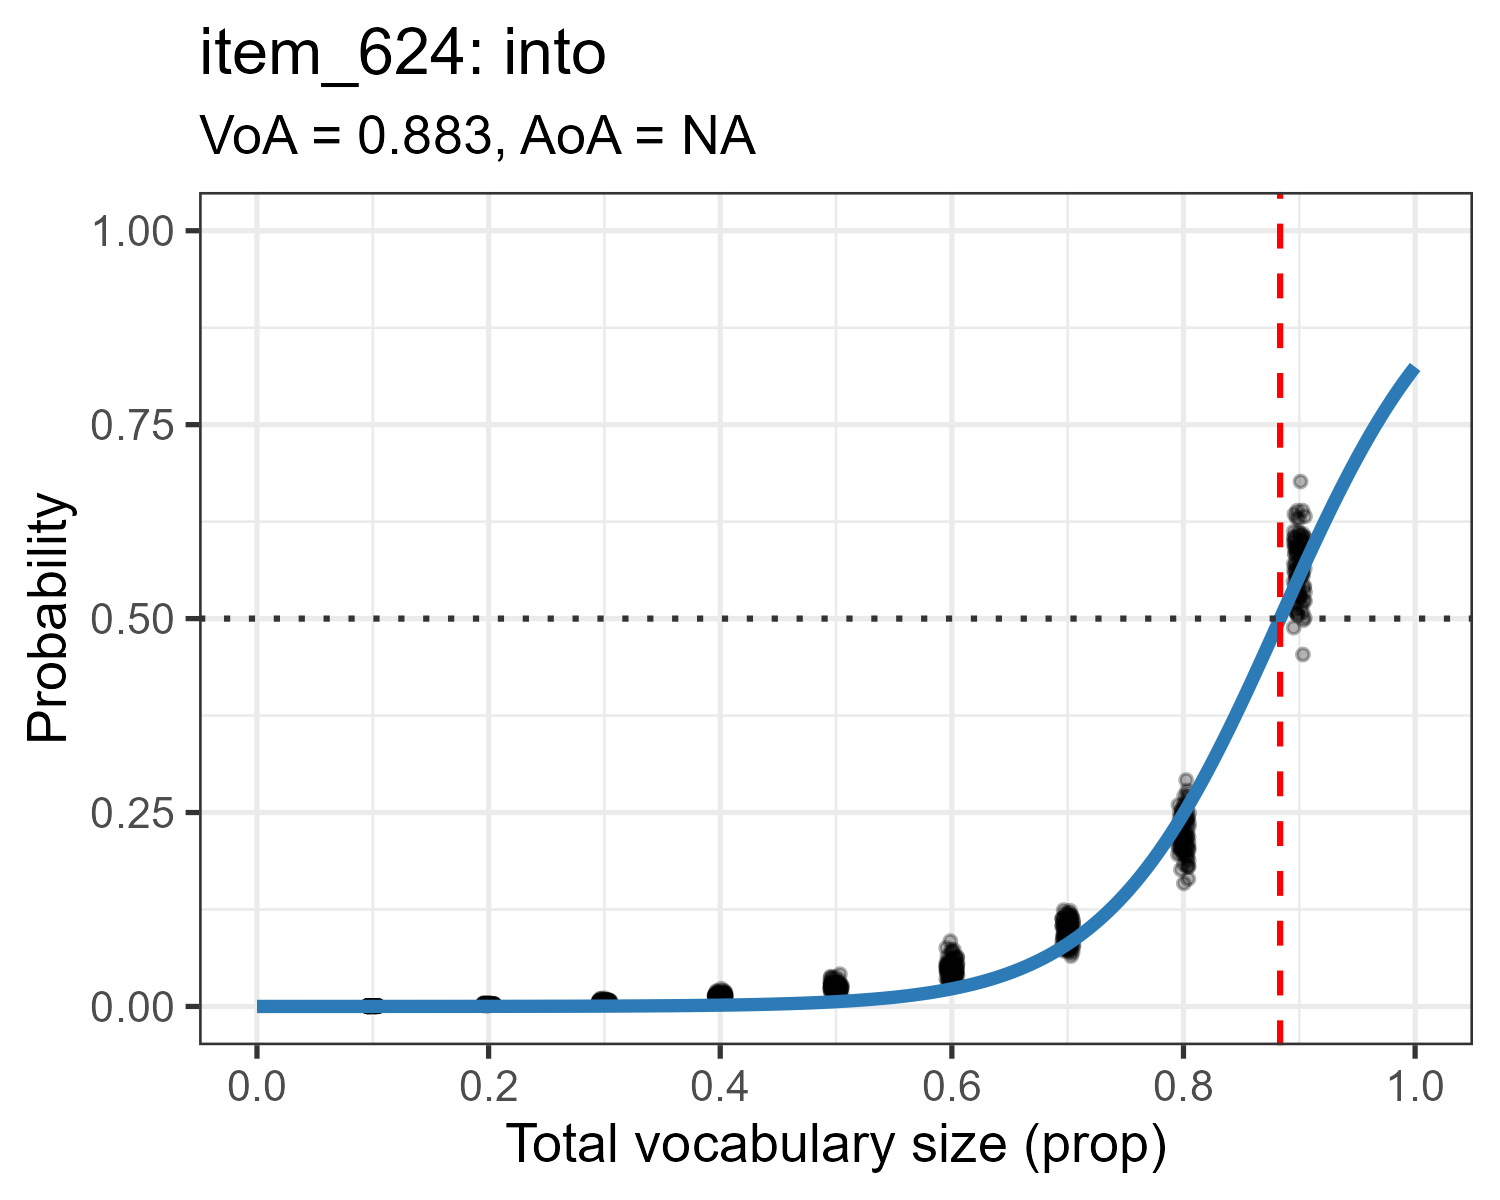 item_624: into
VoA = 0.883, AoA = NA
1.00
0.75
0.50
0.25
0.00
Probability
0.0 0.2 0.4 0.6 0.8 1.0
Total vocabulary size (prop)